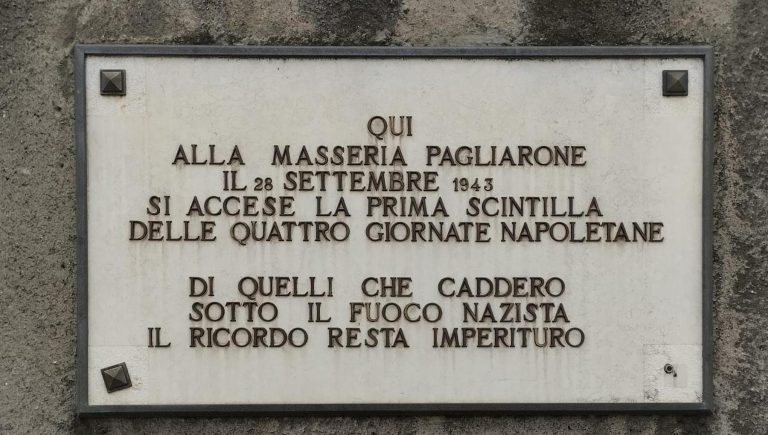 QUI
ALLA MASSERIA PAGLIARONE
IL 28 SETTEMBRE 1943
SI ACCESE LA PRIMA SCINTILLA
DELLE QUATTRO GIORNATE NAPOLETANE
DI QUELLI CHE CADDERO
SOTTO IL FUOCO NAZISTA
IL RICORDO RESTA IMPERITURO